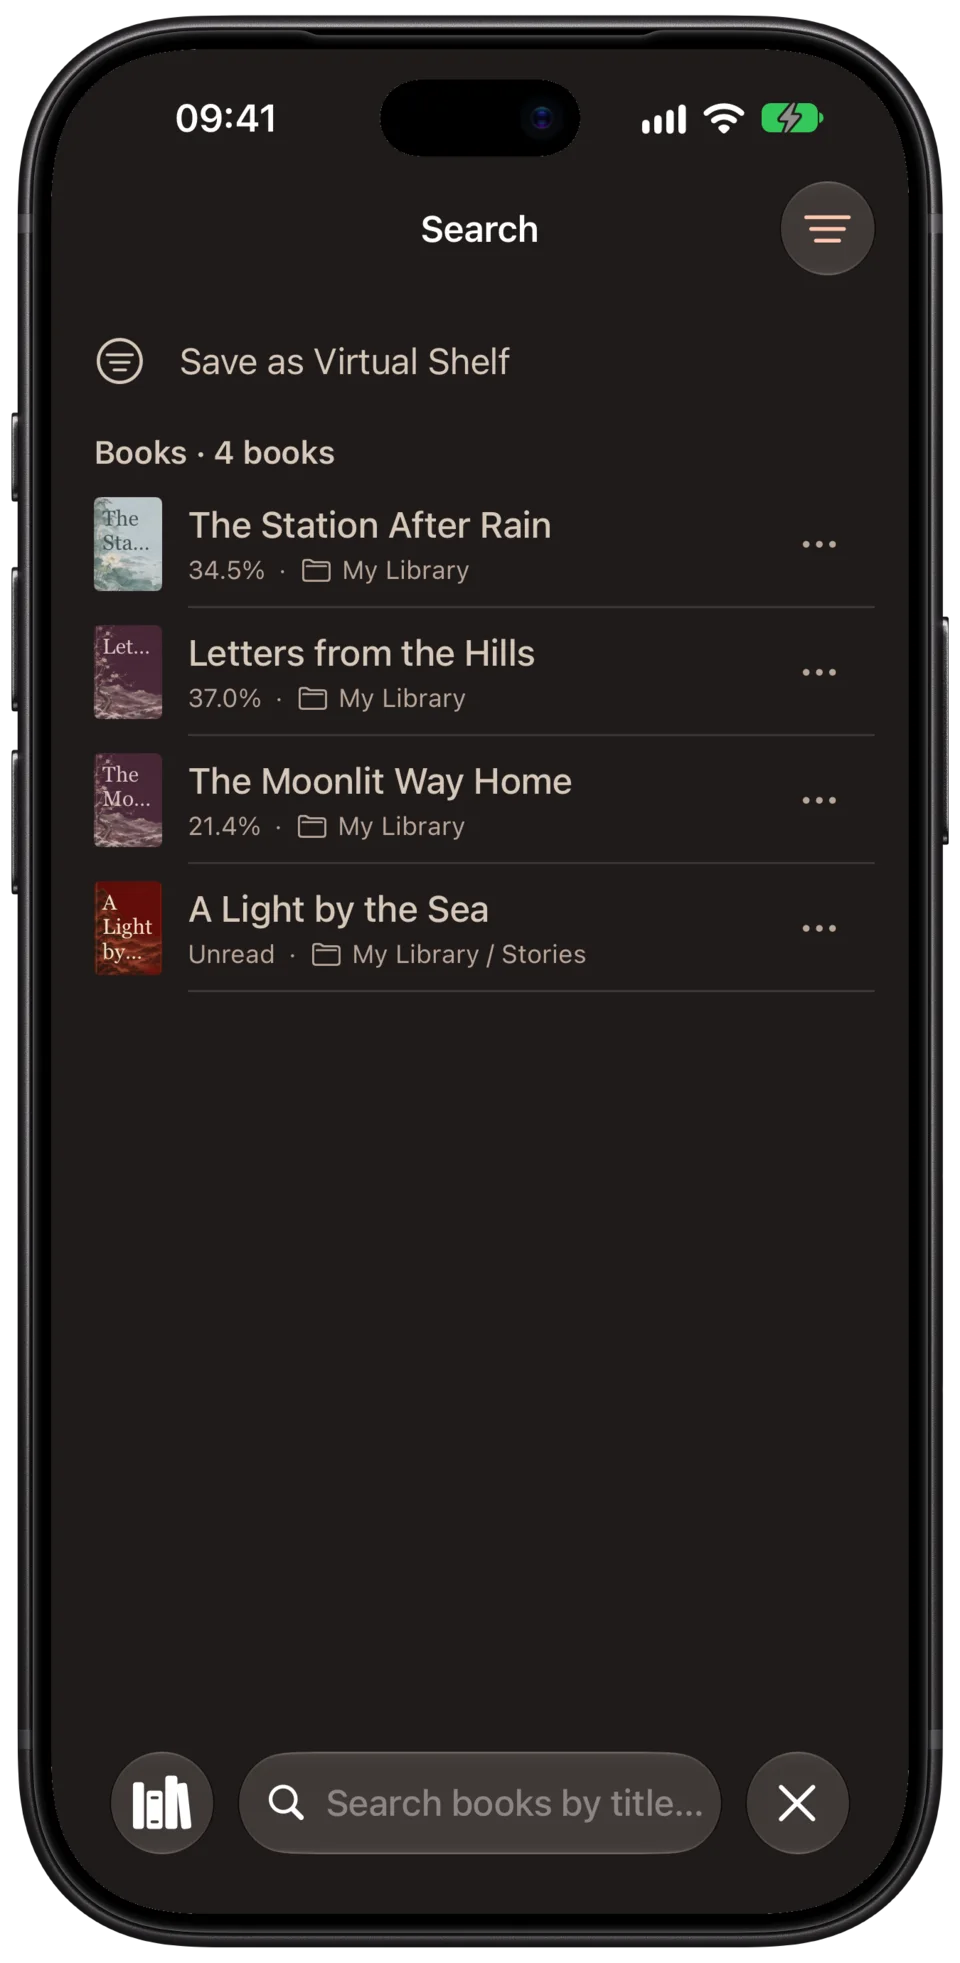 09:41
Search
Save as Virtual Shelf
Books · 4 books
The
Sta...
The Station After Rain
34.5% · My Library
Let...
Letters from the Hills
37.0% · My Library
The
Mo...
The Moonlit Way Home
21.4% · My Library
A
Light
by...
A Light by the Sea
Unread · My Library / Stories
Search books by title...